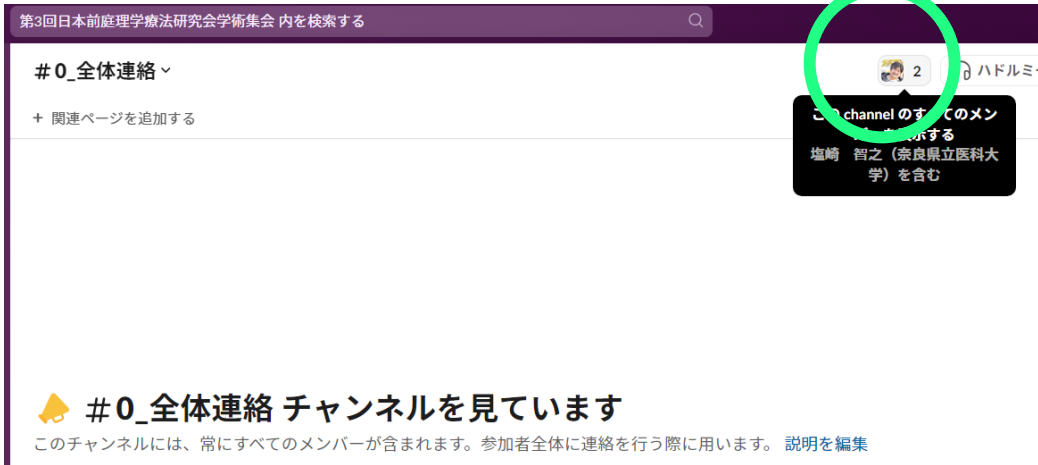 第3回日本前庭理学療法研究会学術集会 内を検索する
#0_全体連絡
2
ハドルミ
+ 関連ページを追加する
この channel のすべてのメン
を表示する
塩崎 智之（奈良県立医科大
学）を含む
#0_全体連絡 チャンネルを見ています
このチャンネルには、常にすべてのメンバーが含まれます。参加者全体に連絡を行う際に用います。 説明を編集